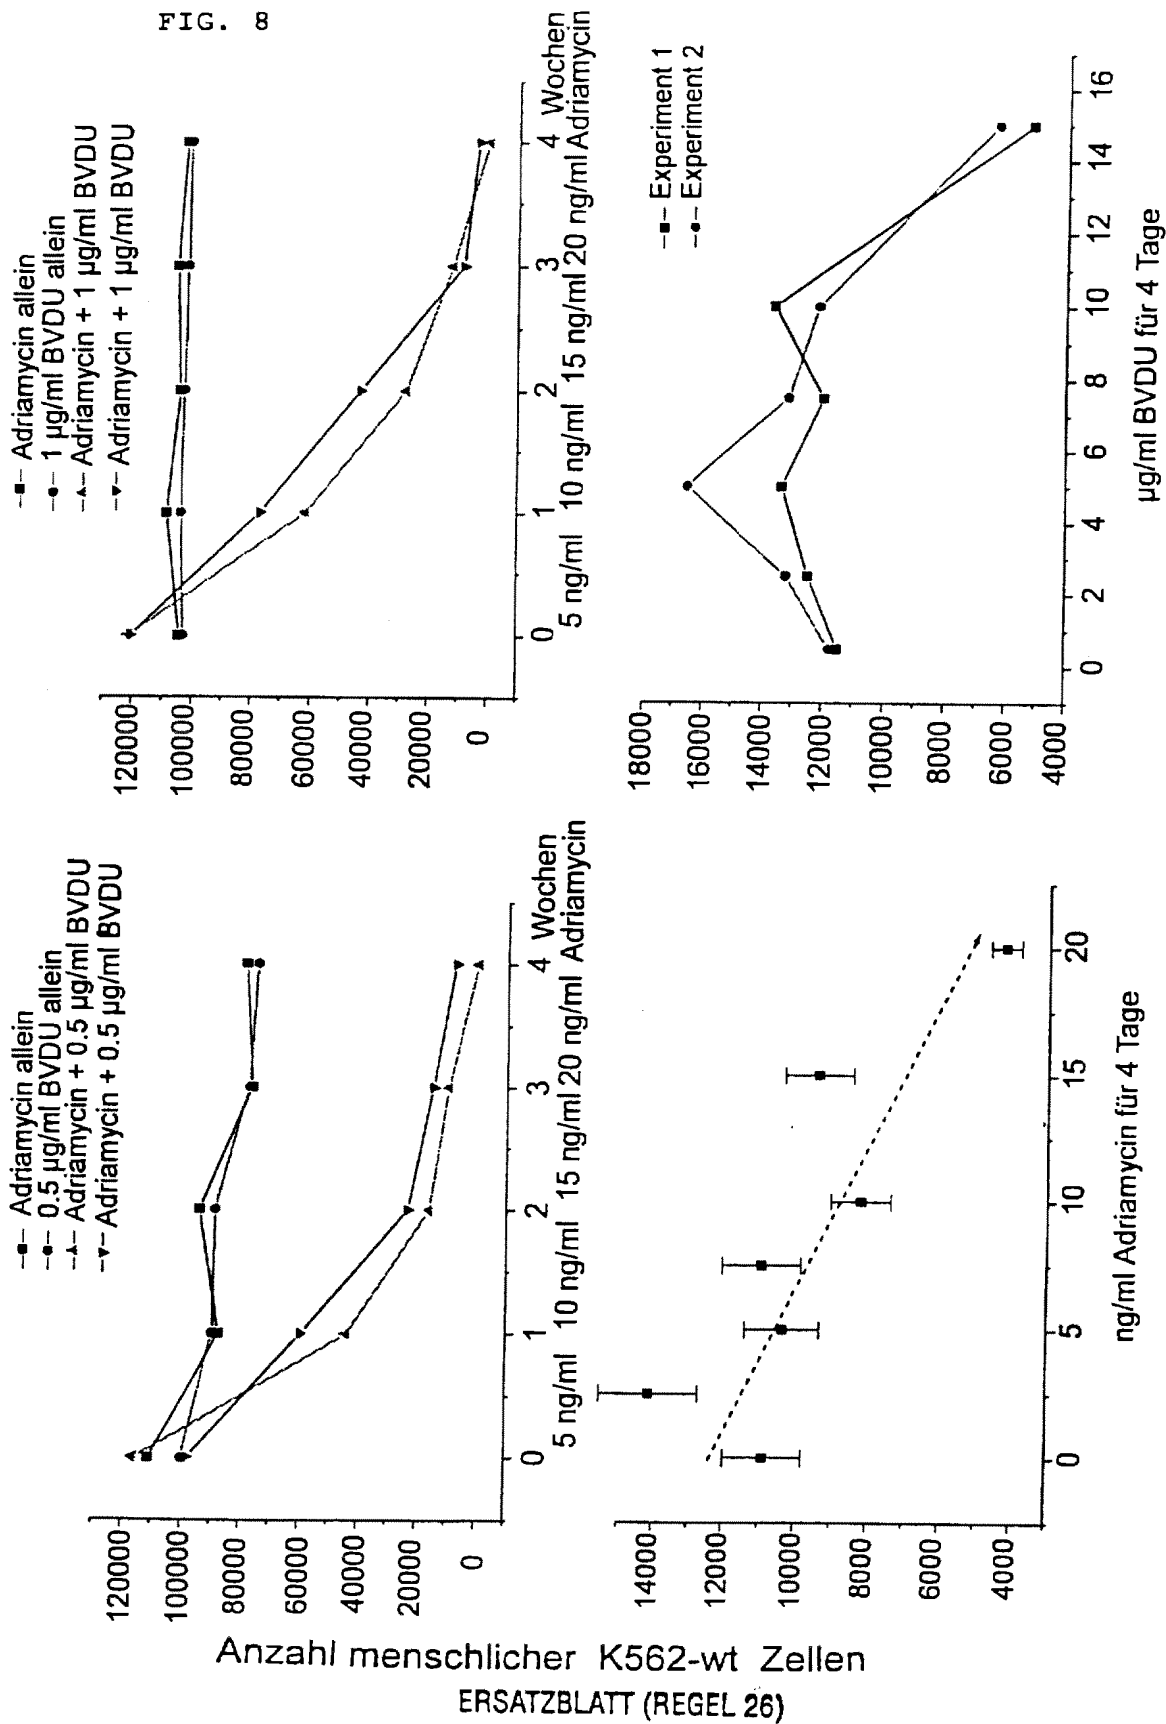 FIG. 8
Adriamycin allein
0.5 µg/ml BVDU allein
Adriamycin + 0.5 µg/ml BVDU
Adriamycin + 0.5 µg/ml BVDU
120000
100000
80000
60000
40000
20000
0
0 1 2 3 4 Wochen
5 ng/ml 10 ng/ml 15 ng/ml 20 ng/ml Adriamycin
Adriamycin allein
1 µg/ml BVDU allein
Adriamycin + 1 µg/ml BVDU
Adriamycin + 1 µg/ml BVDU
120000
100000
80000
60000
40000
20000
0
0 1 2 3 4 Wochen
5 ng/ml 10 ng/ml 15 ng/ml 20 ng/ml Adriamycin
14000
12000
10000
8000
6000
4000
0 5 10 15 20
ng/ml Adriamycin für 4 Tage
Experiment 1
Experiment 2
18000
16000
14000
12000
10000
8000
6000
4000
0 2 4 6 8 10 12 14 16
µg/ml BVDU für 4 Tage
Anzahl menschlicher K562-wt Zellen
ERSATZBLATT (REGEL 26)